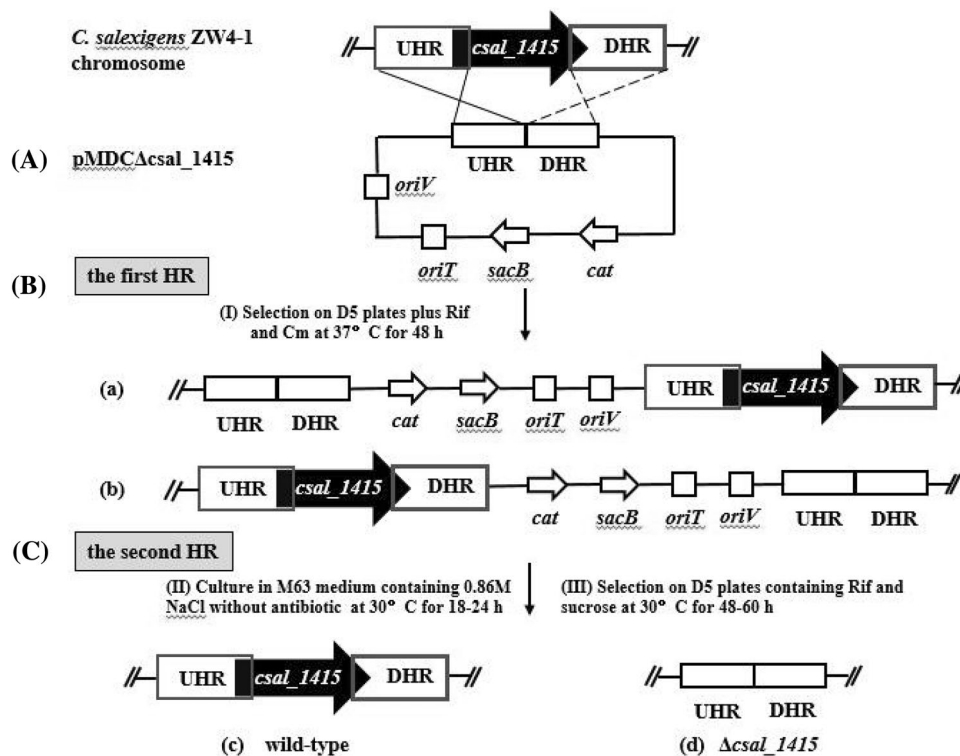 C. salexigens ZW4-1
chromosome
UHR csal_1415 DHR
(A) pMDCΔcsal_1415
UHR DHR
oriV
oriT sacB cat
(B) the first HR
(I) Selection on D5 plates plus Rif
and Cm at 37° C for 48 h
(a) UHR csal_1415 DHR
UHR DHR cat sacB oriT oriV
(b) UHR csal_1415 DHR
cat sacB oriT oriV UHR DHR
(C) the second HR
(II) Culture in M63 medium containing 0.86M
NaCl without antibiotic at 30° C for 18-24 h
(III) Selection on D5 plates containing Rif and
sucrose at 30° C for 48-60 h
UHR csal_1415 DHR
UHR DHR
(c) wild-type
(d) Δcsal_1415